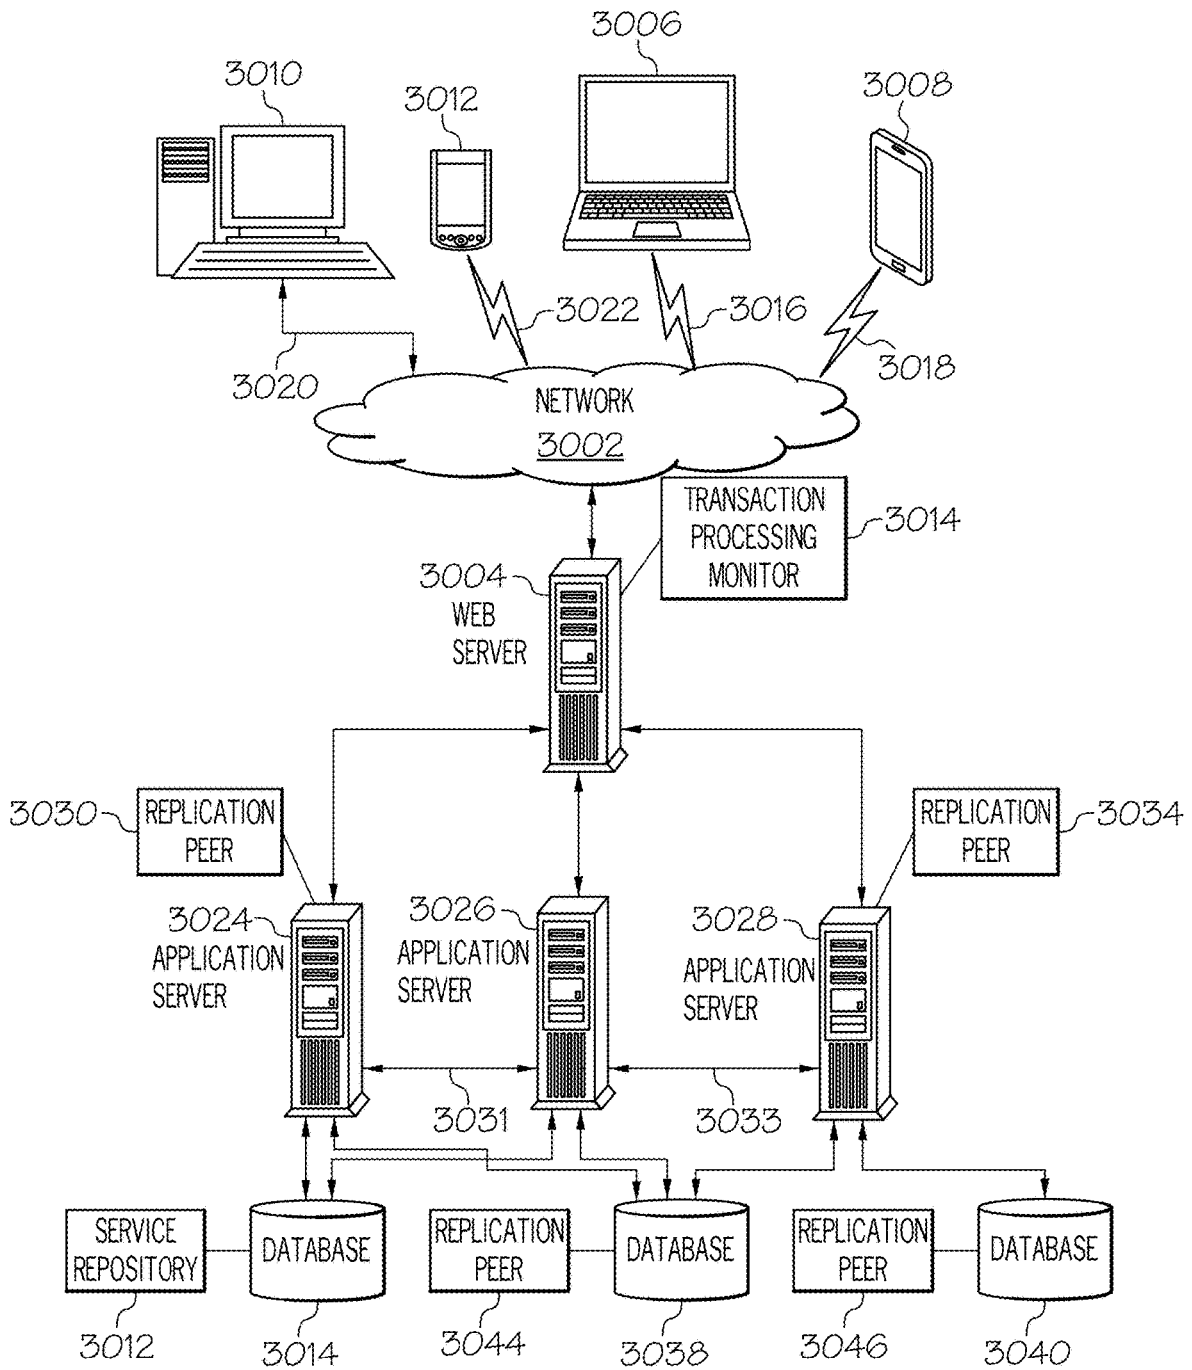 3006
3010
3012
3008
3022
3016
3018
3020
NETWORK
3002
TRANSACTION
PROCESSING
MONITOR
3014
3004
WEB
SERVER
3030
REPLICATION
PEER
REPLICATION
PEER
3034
3024
APPLICATION
SERVER
3026
APPLICATION
SERVER
3028
APPLICATION
SERVER
3031
3033
SERVICE
REPOSITORY
DATABASE
REPLICATION
PEER
DATABASE
REPLICATION
PEER
DATABASE
3012
3014
3044
3038
3046
3040